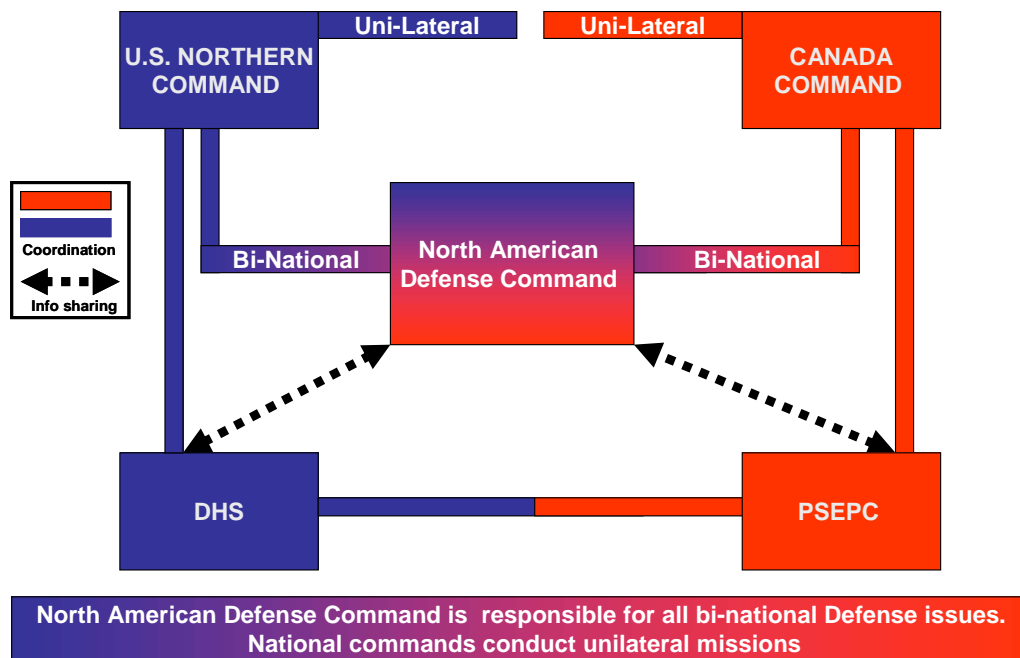 Uni-Lateral
Uni-Lateral
U.S. NORTHERN
COMMAND
CANADA
COMMAND
Coordination
Info sharing
Bi-National
North American
Defense Command
Bi-National
DHS
PSEPC
North American Defense Command is  responsible for all bi-national Defense issues.
National commands conduct unilateral missions